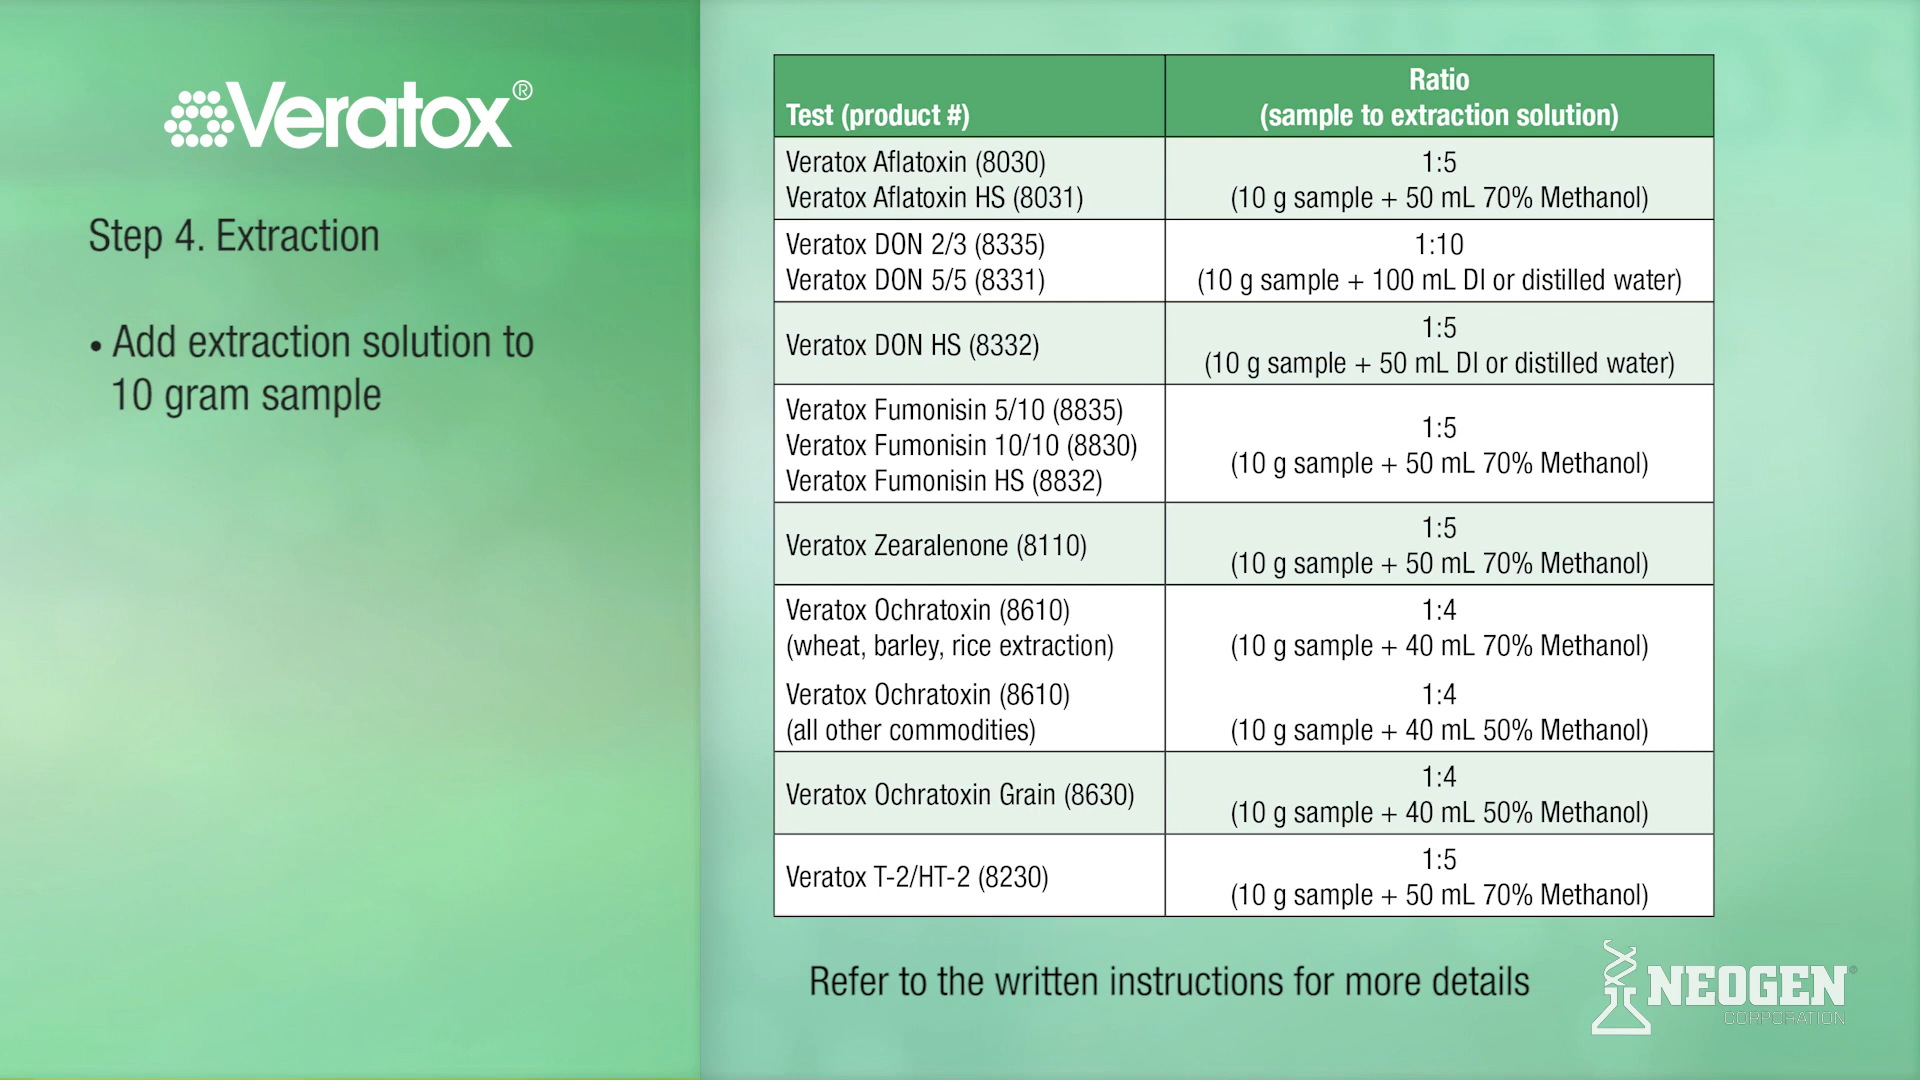 Veratox®
Step 4. Extraction
• Add extraction solution to
10 gram sample
Test (product #)
Ratio
(sample to extraction solution)
Veratox Aflatoxin (8030)
Veratox Aflatoxin HS (8031)
1:5
(10 g sample + 50 mL 70% Methanol)
Veratox DON 2/3 (8335)
Veratox DON 5/5 (8331)
1:10
(10 g sample + 100 mL DI or distilled water)
Veratox DON HS (8332)
1:5
(10 g sample + 50 mL DI or distilled water)
Veratox Fumonisin 5/10 (8835)
Veratox Fumonisin 10/10 (8830)
Veratox Fumonisin HS (8832)
1:5
(10 g sample + 50 mL 70% Methanol)
Veratox Zearalenone (8110)
1:5
(10 g sample + 50 mL 70% Methanol)
Veratox Ochratoxin (8610)
(wheat, barley, rice extraction)
1:4
(10 g sample + 40 mL 70% Methanol)
Veratox Ochratoxin (8610)
(all other commodities)
1:4
(10 g sample + 40 mL 50% Methanol)
Veratox Ochratoxin Grain (8630)
1:4
(10 g sample + 40 mL 50% Methanol)
Veratox T-2/HT-2 (8230)
1:5
(10 g sample + 50 mL 70% Methanol)
Refer to the written instructions for more details
NEOGEN®
CORPORATION